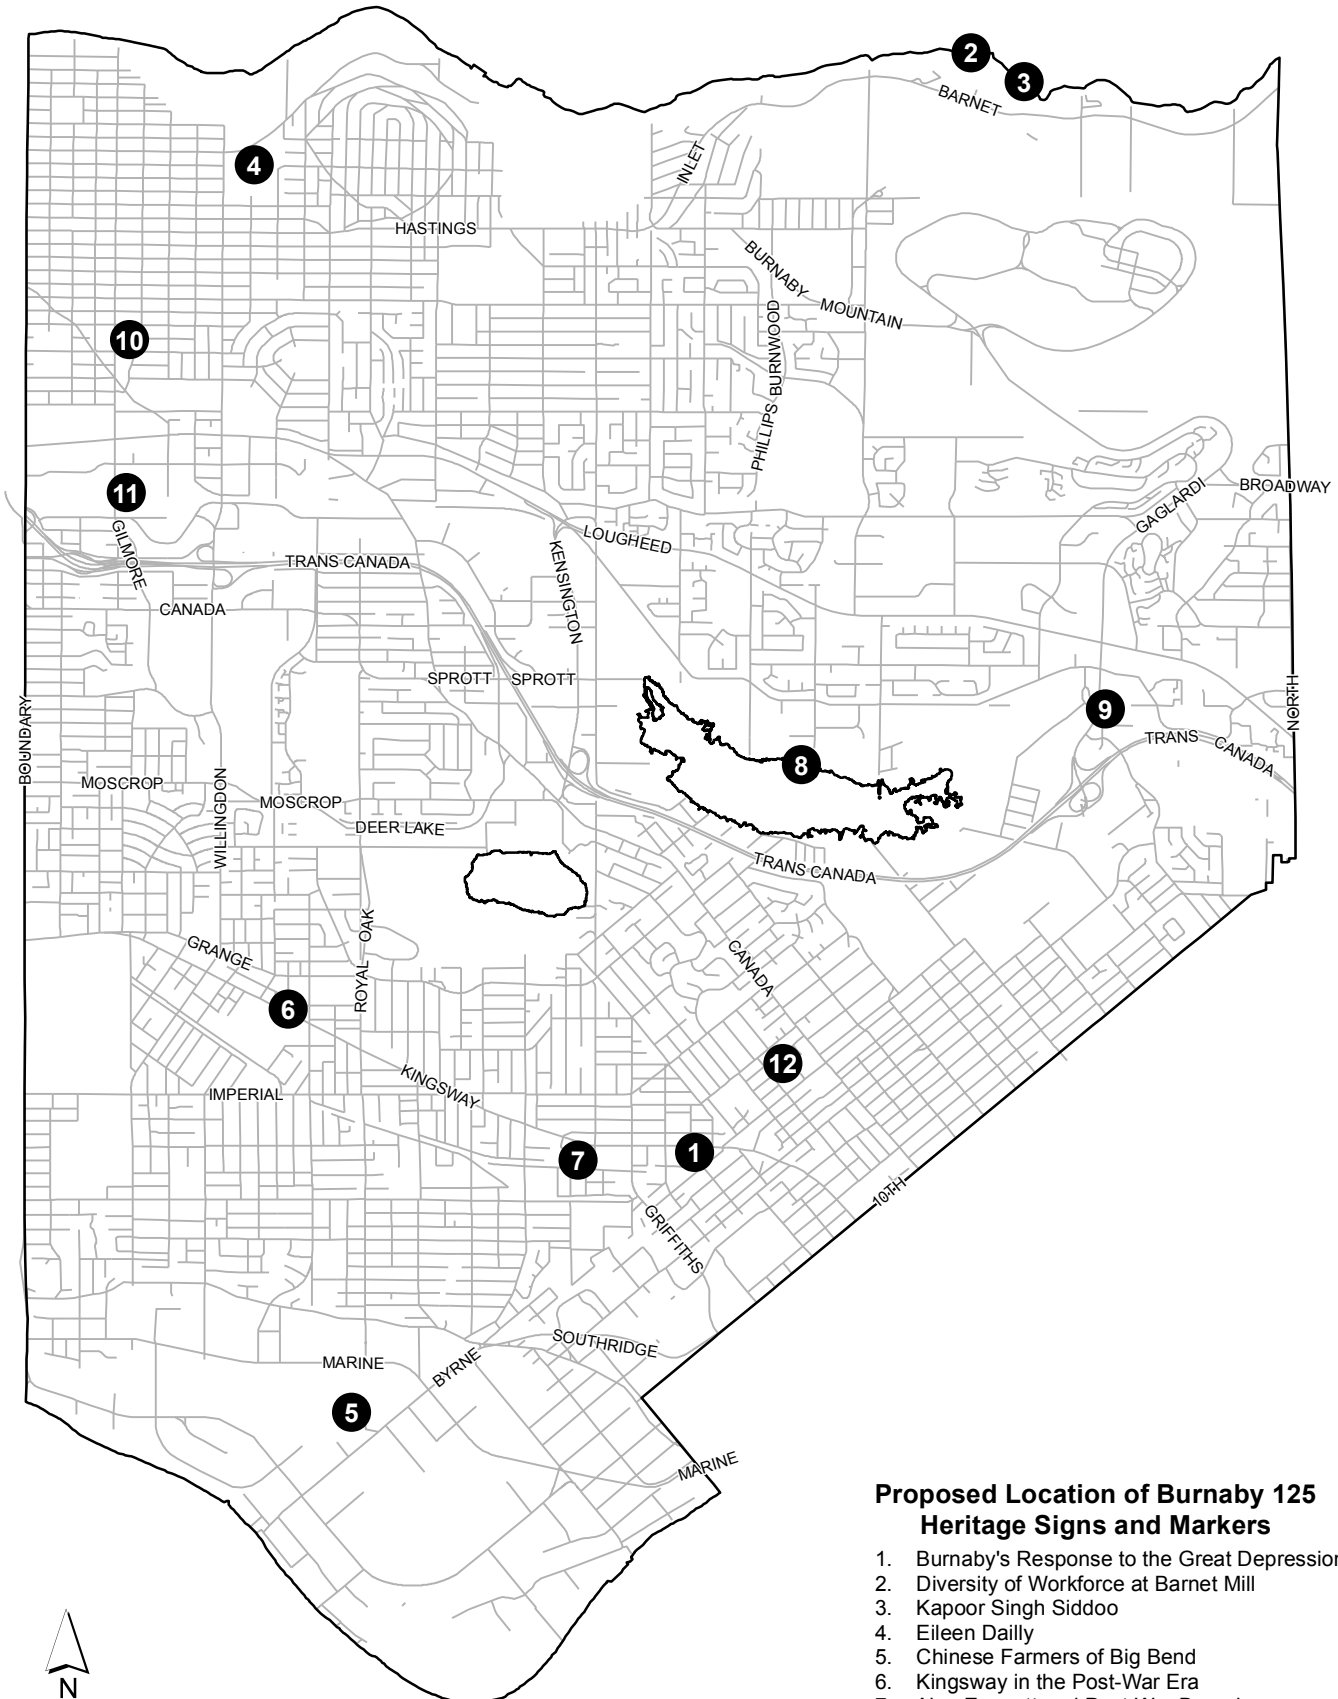 2
3
BARNET
4
INLET
HASTINGS
BURNABY MOUNTAIN
10
PHILLIPS BURNWOOD
11
GILMORE
BROADWAY
GAGLARDI
LOUGHEED
KENSINGTON
TRANS CANADA
CANADA
SPROTT SPROTT
BOUNDARY
NORTH
9
TRANS CANADA
8
MOSCROP
MOSCROP
WILLINGDON
DEER LAKE
TRANS CANADA
ROYAL OAK
GRANGE
CANADA
6
12
KINGSWAY
IMPERIAL
7
1
10TH
GRIFFITHS
SOUTHRIDGE
MARINE
BYRNE
5
MARINE
Proposed Location of Burnaby 125
Heritage Signs and Markers
1. Burnaby's Response to the Great Depression
2. Diversity of Workforce at Barnet Mill
3. Kapoor Singh Siddoo
4. Eileen Dailly
5. Chinese Farmers of Big Bend
6. Kingsway in the Post-War Era
N